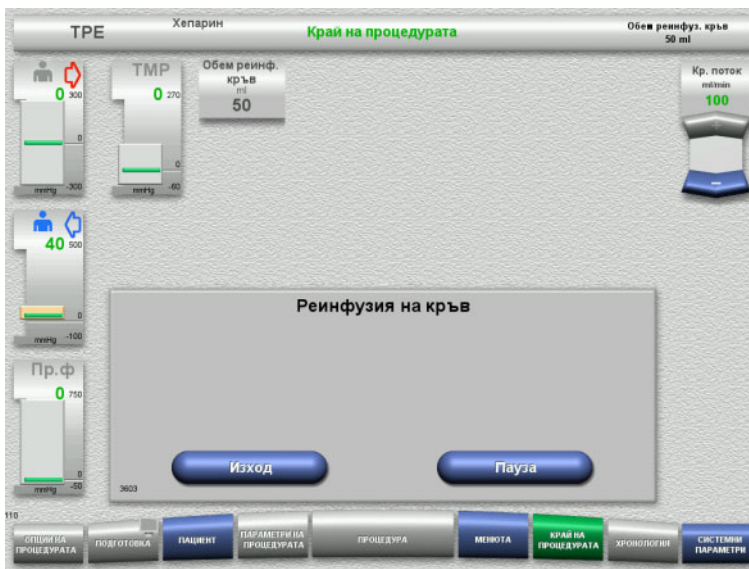 TPE
Хепарин
Край на процедурата
Обем реинфуз. кръв
50 ml
0 300
0
-300
mmHg
TMP
0 270
0
-60
mmHg
Обем реинф.
кръв
ml
50
Кр. поток
ml/min
100
+
−
40 500
0
-100
mmHg
Пр.ф
0 750
0
-50
mmHg
Реинфузия на кръв
Изход
Пауза
3603
110
ОПЦИИ НА
ПРОЦЕДУРАТА
ПОДГОТОВКА
ПАЦИЕНТ
ПАРАМЕТРИ НА
ПРОЦЕДУРАТА
ПРОЦЕДУРА
МЕНЮТА
КРАЙ НА
ПРОЦЕДУРАТА
ХРОНОЛОГИЯ
СИСТЕМНИ
ПАРАМЕТРИ